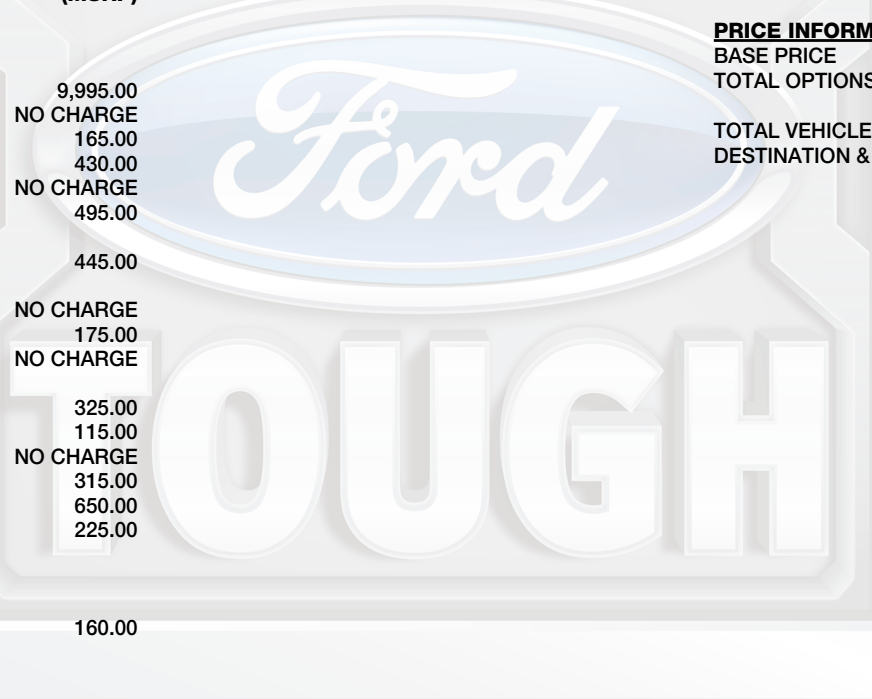 (MSRP)
9,995.00
NO CHARGE
165.00
430.00
NO CHARGE
495.00
445.00
NO CHARGE
175.00
NO CHARGE
325.00
115.00
NO CHARGE
315.00
650.00
225.00
160.00
PRICE INFORM
BASE PRICE
TOTAL OPTIONS
TOTAL VEHICLE
DESTINATION &
Ford
TOUGH